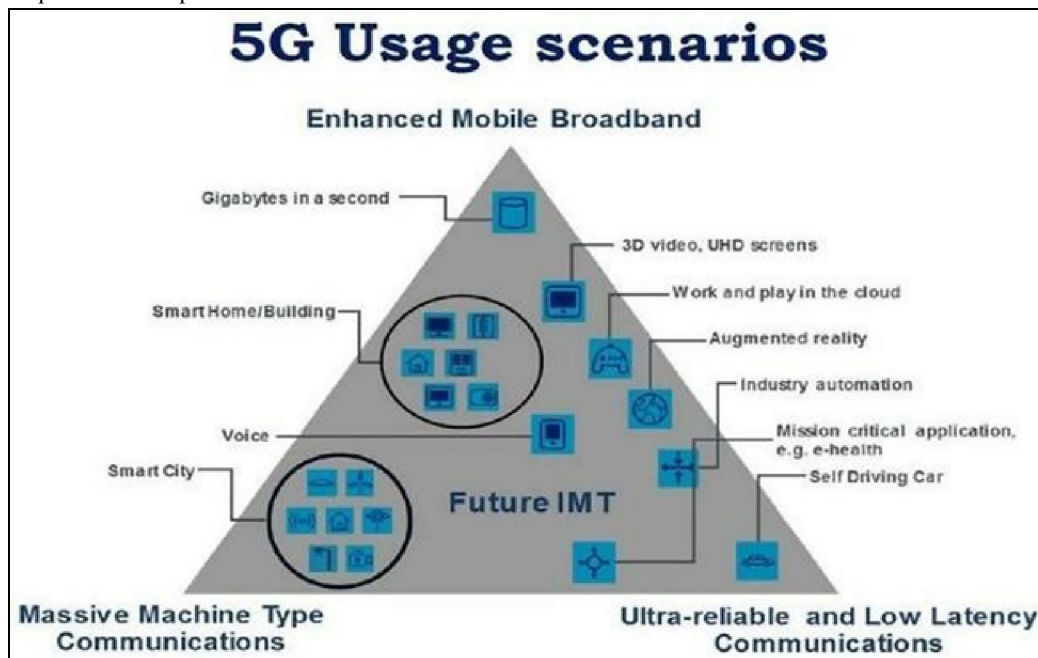 5G Usage scenarios
Enhanced Mobile Broadband
Gigabytes in a second
3D video, UHD screens
Work and play in the cloud
Smart Home/Building
Augmented reality
Industry automation
Voice
Mission critical application,
e.g. e-health
Smart City
Self Driving Car
Future IMT
Massive Machine Type
Communications
Ultra-reliable and Low Latency
Communications